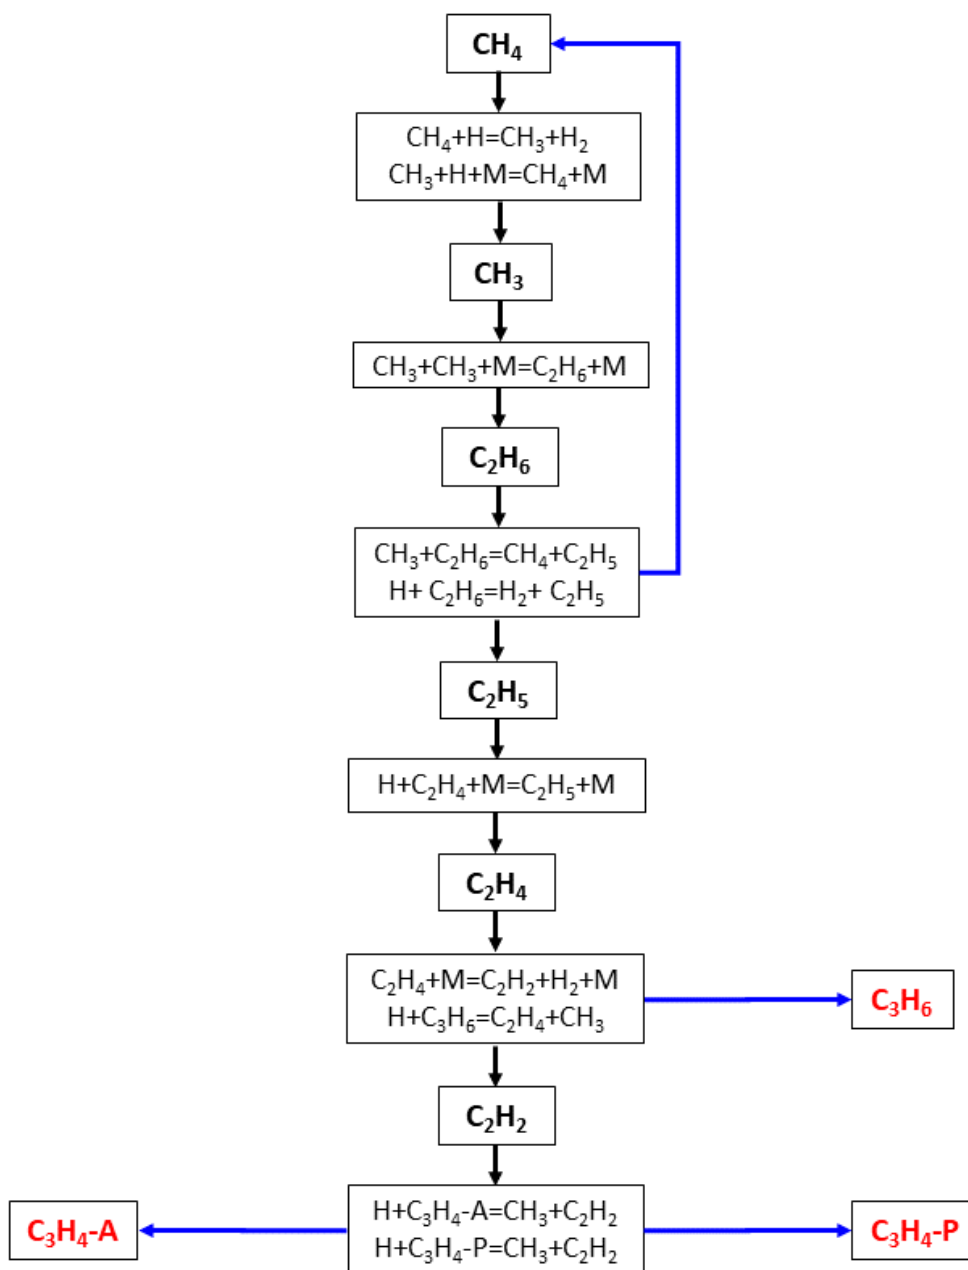 CH₄
CH₄+H=CH₃+H₂
CH₃+H+M=CH₄+M
CH₃
CH₃+CH₃+M=C₂H₆+M
C₂H₆
CH₃+C₂H₆=CH₄+C₂H₅
H+ C₂H₆=H₂+ C₂H₅
C₂H₅
H+C₂H₄+M=C₂H₅+M
C₂H₄
C₂H₄+M=C₂H₂+H₂+M
H+C₃H₆=C₂H₄+CH₃
C₃H₆
C₂H₂
C₃H₄-A
H+C₃H₄-A=CH₃+C₂H₂
H+C₃H₄-P=CH₃+C₂H₂
C₃H₄-P